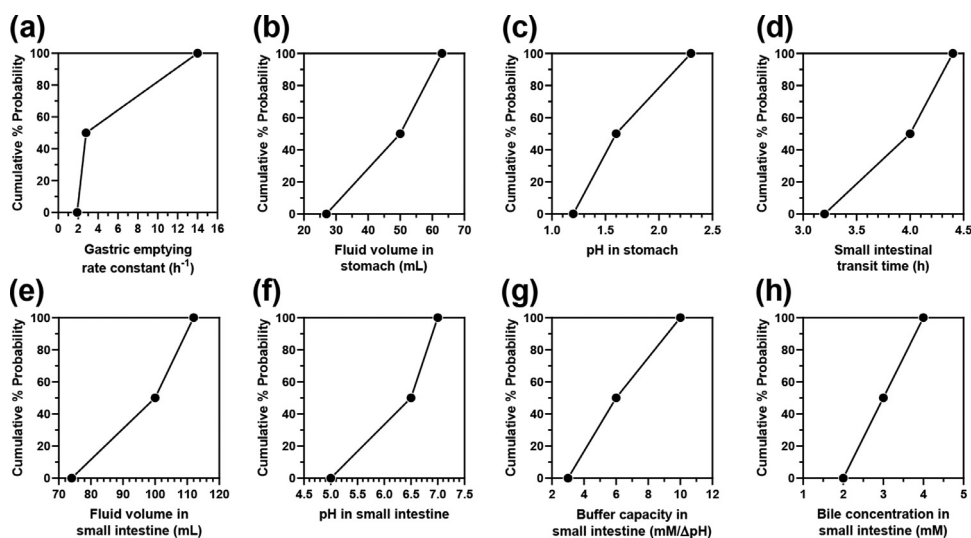 (a)
Cumulative % Probability
100
80
60
40
20
0
0 2 4 6 8 10 12 14 16
Gastric emptying
rate constant (h⁻¹)
(b)
Cumulative % Probability
100
80
60
40
20
0
20 30 40 50 60 70
Fluid volume in
stomach (mL)
(c)
Cumulative % Probability
100
80
60
40
20
0
1.0 1.5 2.0 2.5
pH in stomach
(d)
Cumulative % Probability
100
80
60
40
20
0
3.0 3.5 4.0 4.5
Small intestinal
transit time (h)
(e)
Cumulative % Probability
100
80
60
40
20
0
70 80 90 100 110 120
Fluid volume in
small intestine (mL)
(f)
Cumulative % Probability
100
80
60
40
20
0
4.5 5.0 5.5 6.0 6.5 7.0 7.5
pH in small intestine
(g)
Cumulative % Probability
100
80
60
40
20
0
2 4 6 8 10 12
Buffer capacity in
small intestine (mM/ΔpH)
(h)
Cumulative % Probability
100
80
60
40
20
0
1 2 3 4 5
Bile concentration in
small intestine (mM)